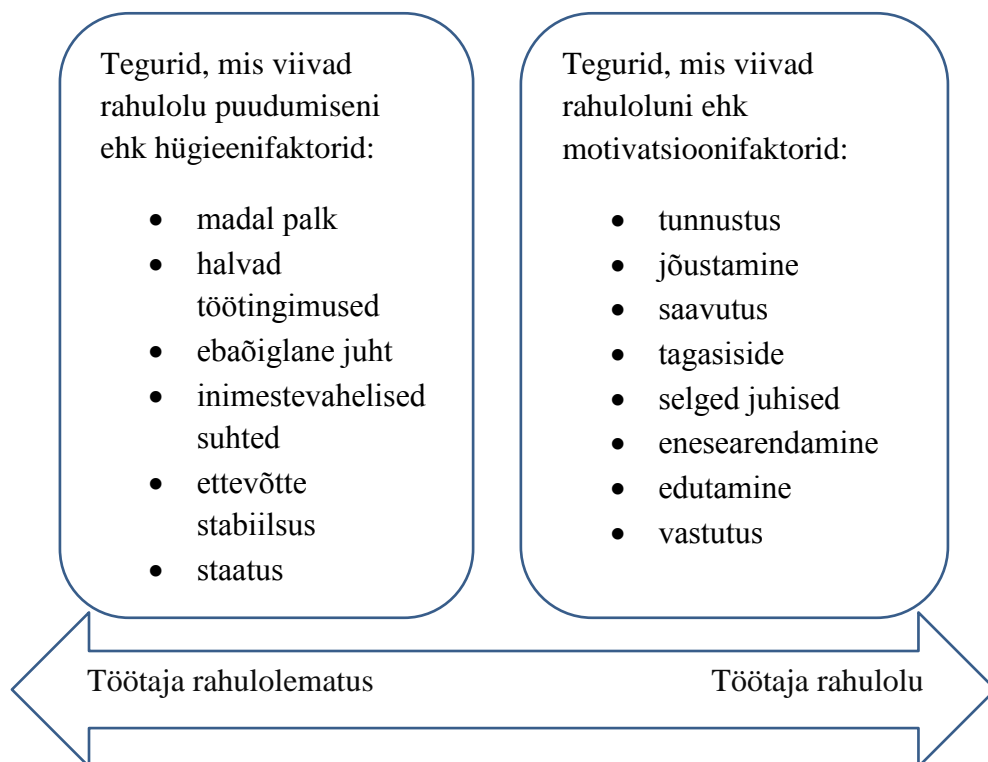 Tegurid, mis viivad
rahulolu puudumiseni
ehk hügieenifaktorid:
• madal palk
• halvad
töötingimused
• ebaõiglane juht
• inimestevahelised
suhted
• ettevõtte
stabiilsus
• staatus
Tegurid, mis viivad
rahuloluni ehk
motivatsioonifaktorid:
• tunnustus
• jõustamine
• saavutus
• tagasiside
• selged juhised
• enesearendamine
• edutamine
• vastutus
Töötaja rahulolematus
Töötaja rahulolu